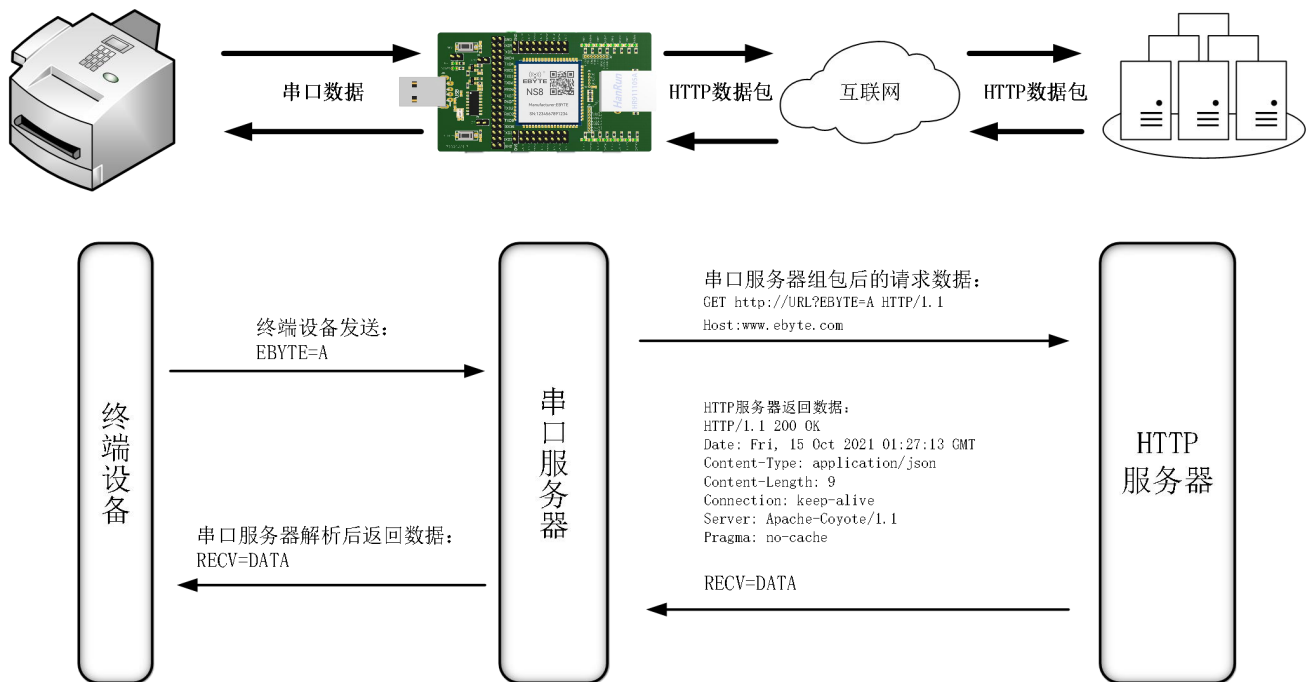 串口数据
EBYTE
NS8
Manufacturer:EBYTE
HanRun
HTTP数据包
互联网
HTTP数据包
终端设备
终端设备发送：
EBYTE=A
串口服务器解析后返回数据：
RECV=DATA
串口服务器
串口服务器组包后的请求数据：
GET http://URL?EBYTE=A HTTP/1.1
Host:www.ebyte.com
HTTP服务器返回数据：
HTTP/1.1 200 OK
Date: Fri, 15 Oct 2021 01:27:13 GMT
Content-Type: application/json
Content-Length: 9
Connection: keep-alive
Server: Apache-Coyote/1.1
Pragma: no-cache
RECV=DATA
HTTP
服务器